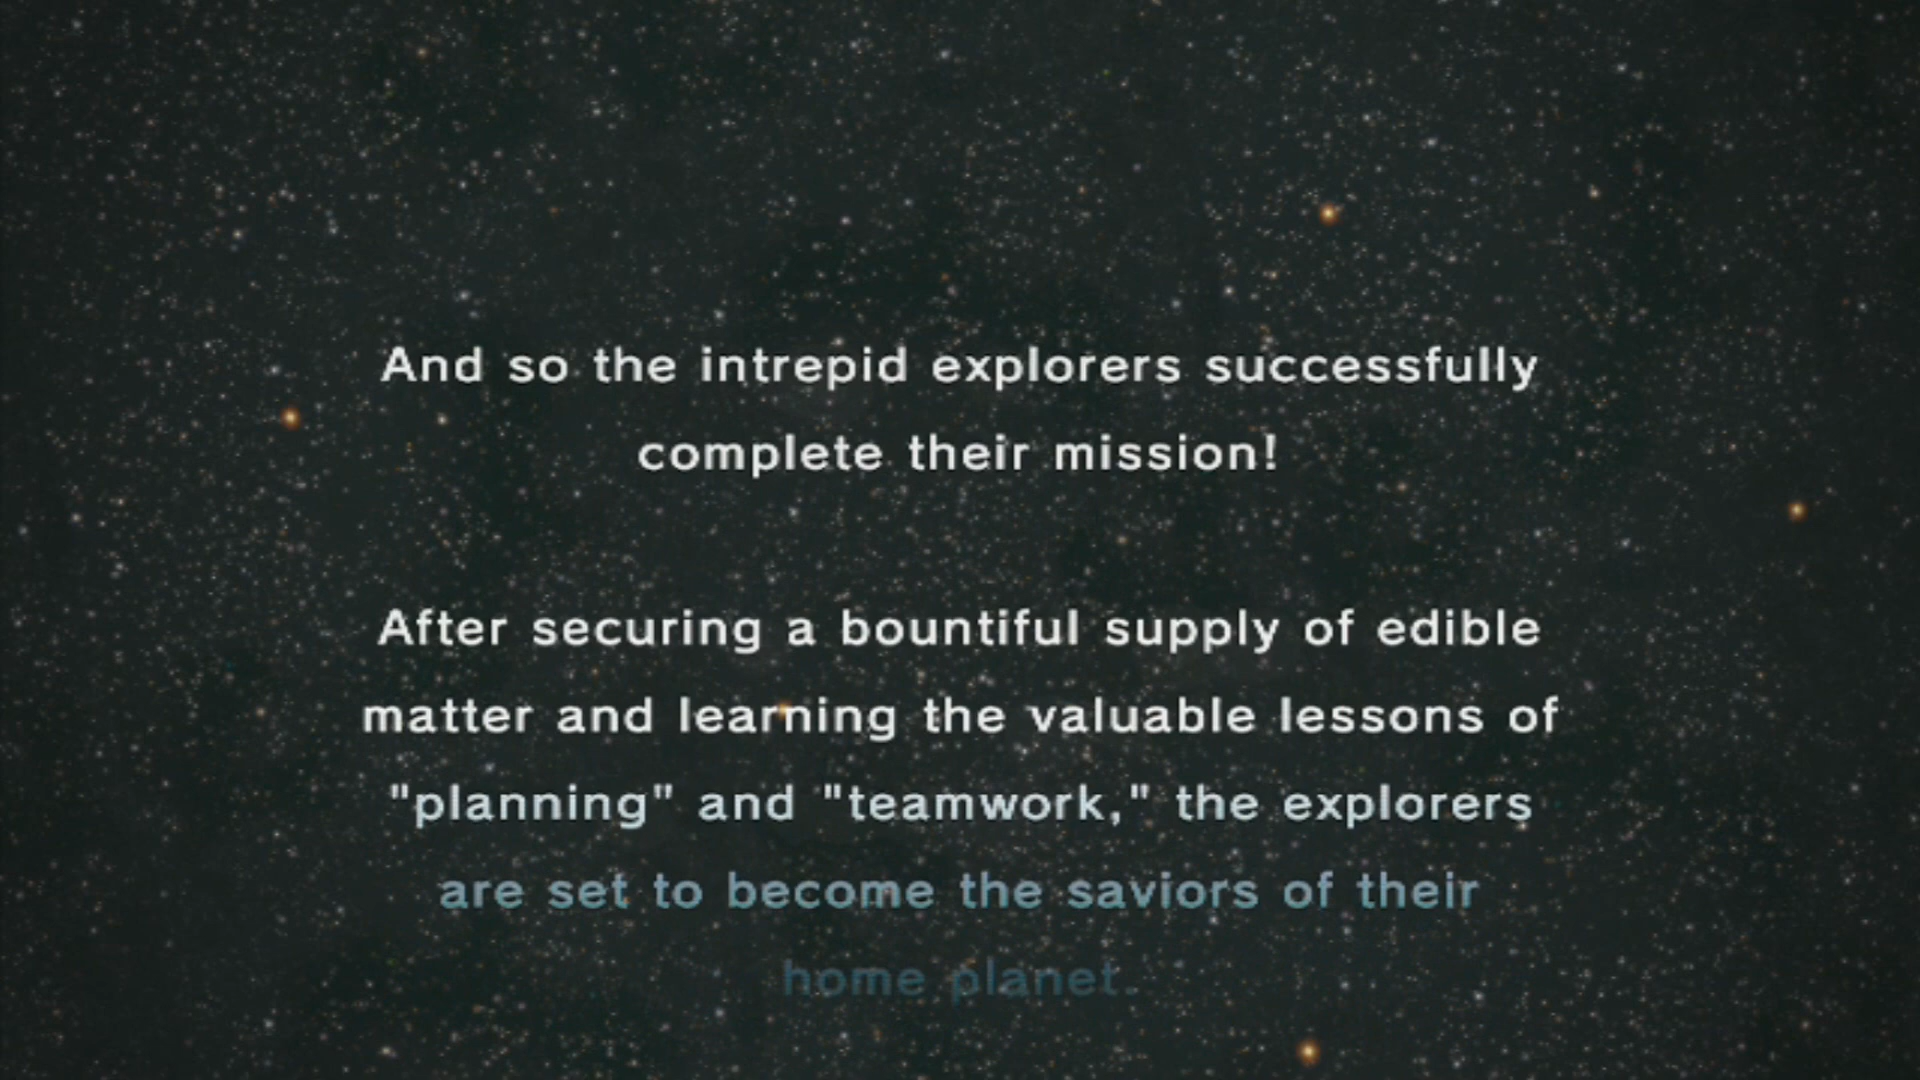 And so the intrepid explorers successfully
complete their mission!
After securing a bountiful supply of edible
matter and learning the valuable lessons of
"planning" and "teamwork," the explorers
are set to become the saviors of their
home planet.